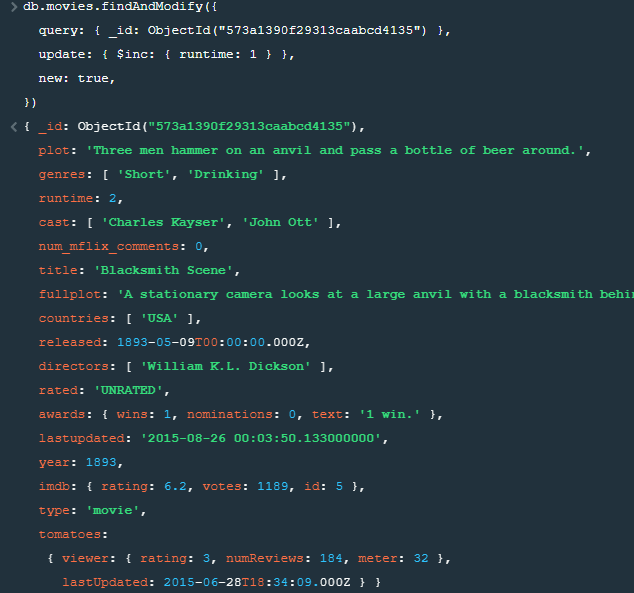 > db.movies.findAndModify({
query: { _id: ObjectId("573a1390f29313caabcd4135") },
update: { $inc: { runtime: 1 } },
new: true,
})
< { _id: ObjectId("573a1390f29313caabcd4135"),
plot: 'Three men hammer on an anvil and pass a bottle of beer around.',
genres: [ 'Short', 'Drinking' ],
runtime: 2,
cast: [ 'Charles Kayser', 'John Ott' ],
num_mflix_comments: 0,
title: 'Blacksmith Scene',
fullplot: 'A stationary camera looks at a large anvil with a blacksmith behin
countries: [ 'USA' ],
released: 1893-05-09T00:00:00.000Z,
directors: [ 'William K.L. Dickson' ],
rated: 'UNRATED',
awards: { wins: 1, nominations: 0, text: '1 win.' },
lastupdated: '2015-08-26 00:03:50.133000000',
year: 1893,
imdb: { rating: 6.2, votes: 1189, id: 5 },
type: 'movie',
tomatoes:
{ viewer: { rating: 3, numReviews: 184, meter: 32 },
lastUpdated: 2015-06-28T18:34:09.000Z } }